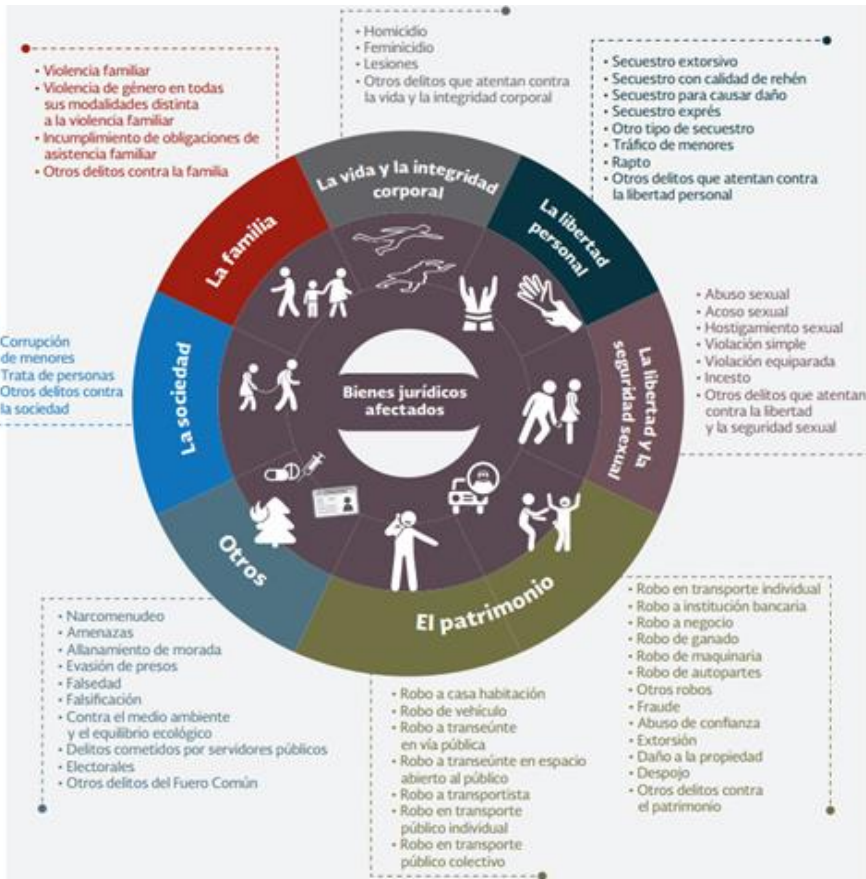 • Homicidio
• Feminicidio
• Lesiones
• Otros delitos que atentan contra
la vida y la integridad corporal
• Violencia familiar
• Violencia de género en todas
sus modalidades distinta
a la violencia familiar
• Incumplimiento de obligaciones de
asistencia familiar
• Otros delitos contra la familia
• Secuestro extorsivo
• Secuestro con calidad de rehén
• Secuestro para causar daño
• Secuestro exprés
• Otro tipo de secuestro
• Tráfico de menores
• Rapto
• Otros delitos que atentan contra
la libertad personal
La familia
La vida y la integridad
corporal
La libertad
personal
La sociedad
Bienes jurídicos
afectados
La libertad y la
seguridad sexual
Otros
El patrimonio
Corrupción
de menores
Trata de personas
Otros delitos contra
la sociedad
• Abuso sexual
• Acoso sexual
• Hostigamiento sexual
• Violación simple
• Violación equiparada
• Incesto
• Otros delitos que atentan
contra la libertad
y la seguridad sexual
• Narcomenudeo
• Amenazas
• Allanamiento de morada
• Evasión de presos
• Falsedad
• Falsificación
• Contra el medio ambiente
y el equilibrio ecológico
• Delitos cometidos por servidores públicos
• Electorales
• Otros delitos del Fuero Común
• Robo a casa habitación
• Robo de vehículo
• Robo a transeúnte
en vía pública
• Robo a transeúnte en espacio
abierto al público
• Robo a transportista
• Robo en transporte
público individual
• Robo en transporte
público colectivo
• Robo en transporte individual
• Robo a institución bancaria
• Robo a negocio
• Robo de ganado
• Robo de maquinaria
• Robo de autopartes
• Otros robos
• Fraude
• Abuso de confianza
• Extorsión
• Daño a la propiedad
• Despojo
• Otros delitos contra
el patrimonio